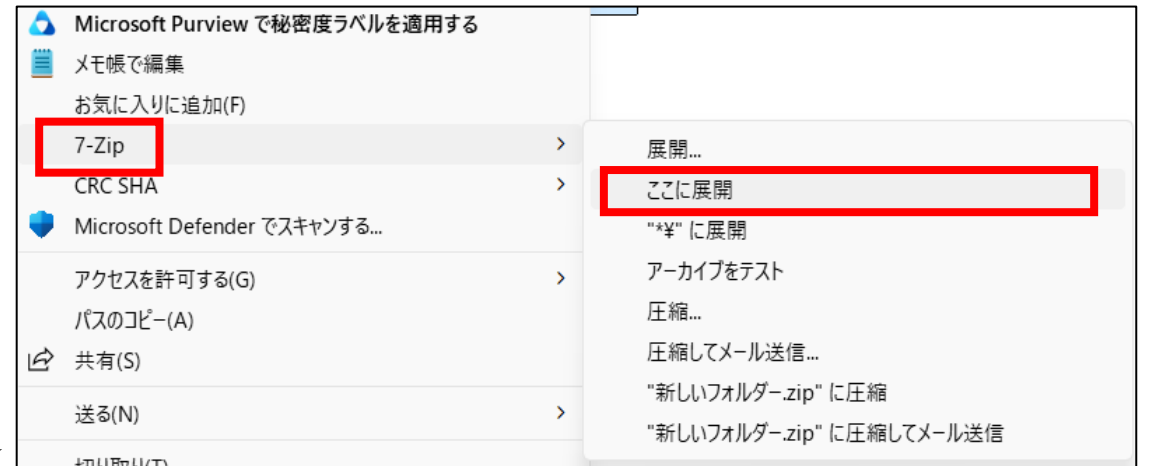 Microsoft Purview で秘密度ラベルを適用する
メモ帳で編集
お気に入りに追加(F)
7-Zip
CRC SHA
Microsoft Defender でスキャンする...
アクセスを許可する(G)
パスのコピー(A)
共有(S)
送る(N)
切り取り(T)
展開...
ここに展開
"*¥" に展開
アーカイブをテスト
圧縮...
圧縮してメール送信...
"新しいフォルダー.zip" に圧縮
"新しいフォルダー.zip" に圧縮してメール送信